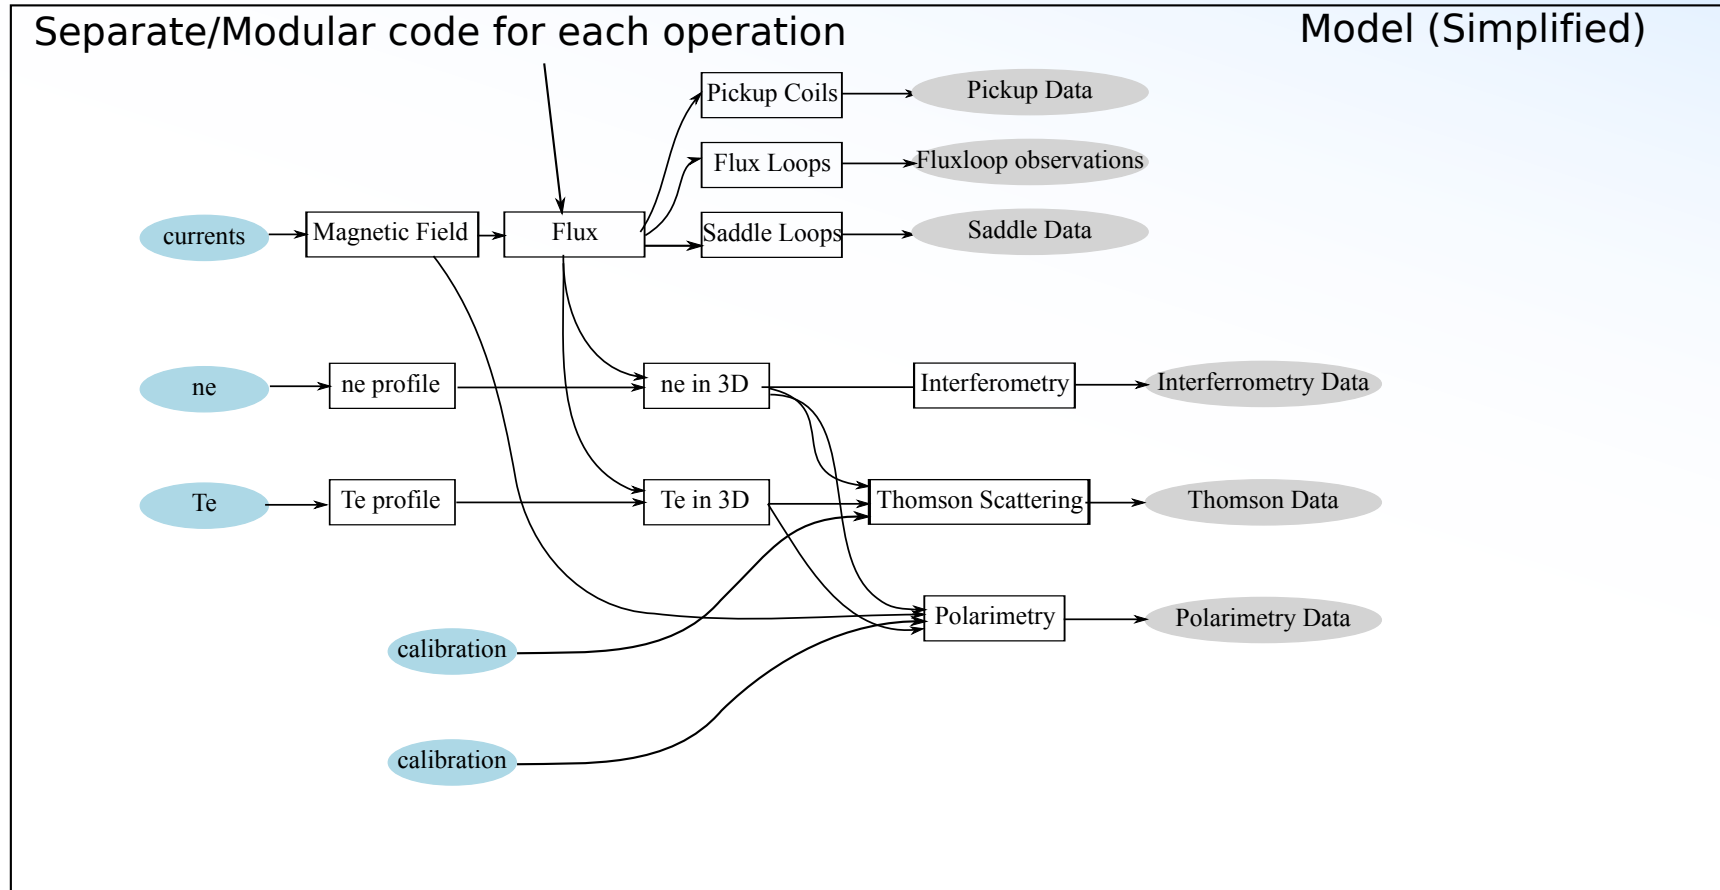 Separate/Modular code for each operation
Model (Simplified)
Pickup Coils
Pickup Data
Flux Loops
Fluxloop observations
currents
Magnetic Field
Flux
Saddle Loops
Saddle Data
ne
ne profile
ne in 3D
Interferometry
Interferrometry Data
Te
Te profile
Te in 3D
Thomson Scattering
Thomson Data
calibration
Polarimetry
Polarimetry Data
calibration